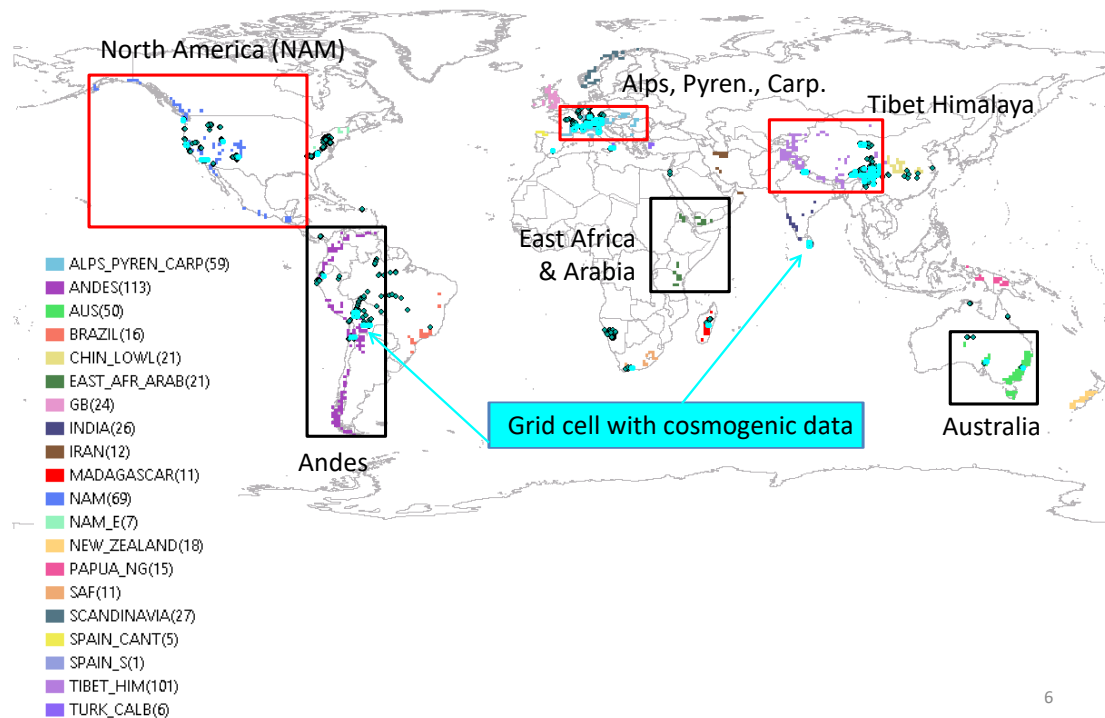 North America (NAM)
Alps, Pyren., Carp.
Tibet Himalaya
East Africa
& Arabia
Grid cell with cosmogenic data
Australia
Andes
ALPS_PYREN_CARP(59)
ANDES(113)
AUS(50)
BRAZIL(16)
CHIN_LOWL(21)
EAST_AFR_ARAB(21)
GB(24)
INDIA(26)
IRAN(12)
MADAGASCAR(11)
NAM(69)
NAM_E(7)
NEW_ZEALAND(18)
PAPUA_NG(15)
SAF(11)
SCANDINAVIA(27)
SPAIN_CANT(5)
SPAIN_S(1)
TIBET_HIM(101)
TURK_CALB(6)
6